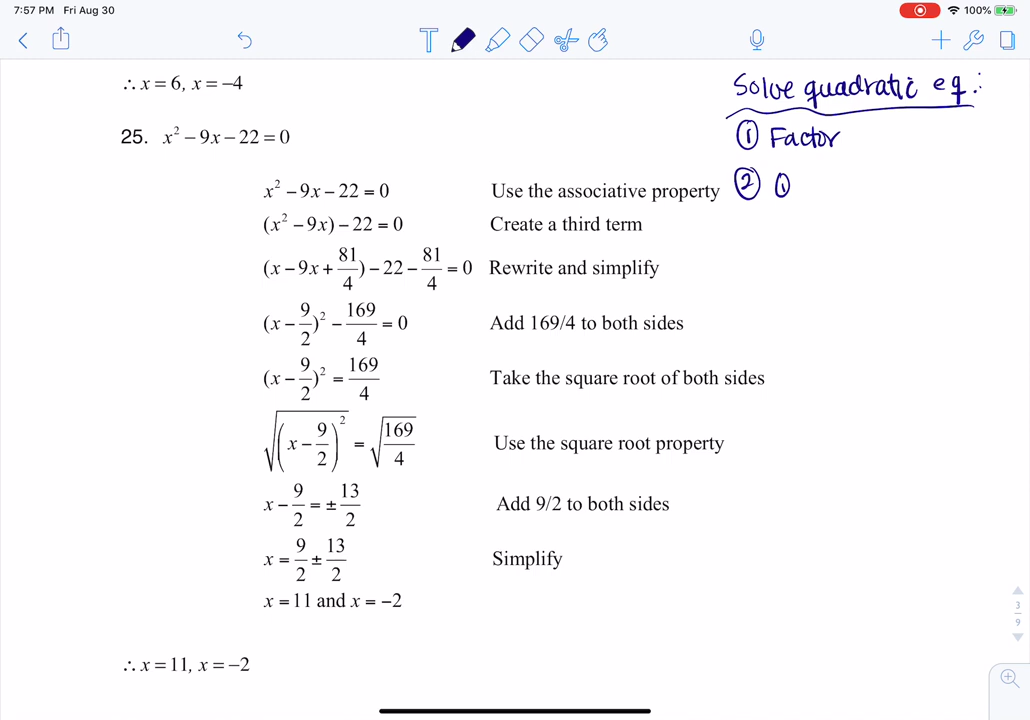 7:57 PM Fri Aug 30
100%
∴ x = 6, x = −4
Solve quadratic eq.:
25. x² − 9x − 22 = 0
① Factor
x² − 9x − 22 = 0 Use the associative property
② ①
(x² − 9x) − 22 = 0 Create a third term
(x − 9x + 81/4) − 22 − 81/4 = 0 Rewrite and simplify
(x − 9/2)² − 169/4 = 0 Add 169/4 to both sides
(x − 9/2)² = 169/4 Take the square root of both sides
√(x − 9/2)² = √169/4 Use the square root property
x − 9/2 = ± 13/2 Add 9/2 to both sides
x = 9/2 ± 13/2 Simplify
x = 11 and x = −2
3/9
∴ x = 11, x = −2